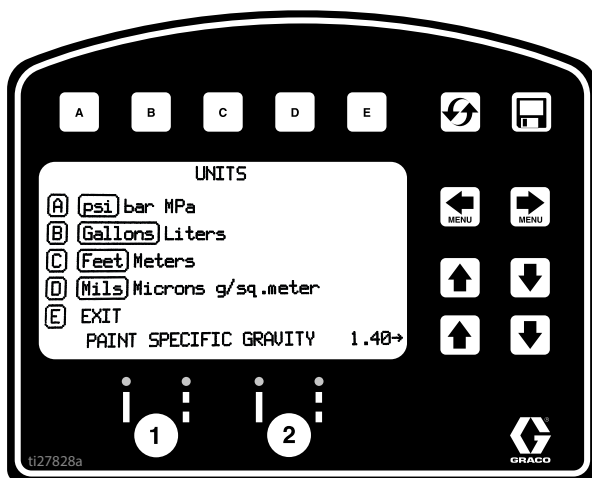 A B C D E
UNITS
A psi bar MPa
B Gallons Liters
C Feet Meters
D Mils Microns g/sq.meter
E EXIT
PAINT SPECIFIC GRAVITY 1.40→
MENU MENU
1 2
ti27828a
GRACO